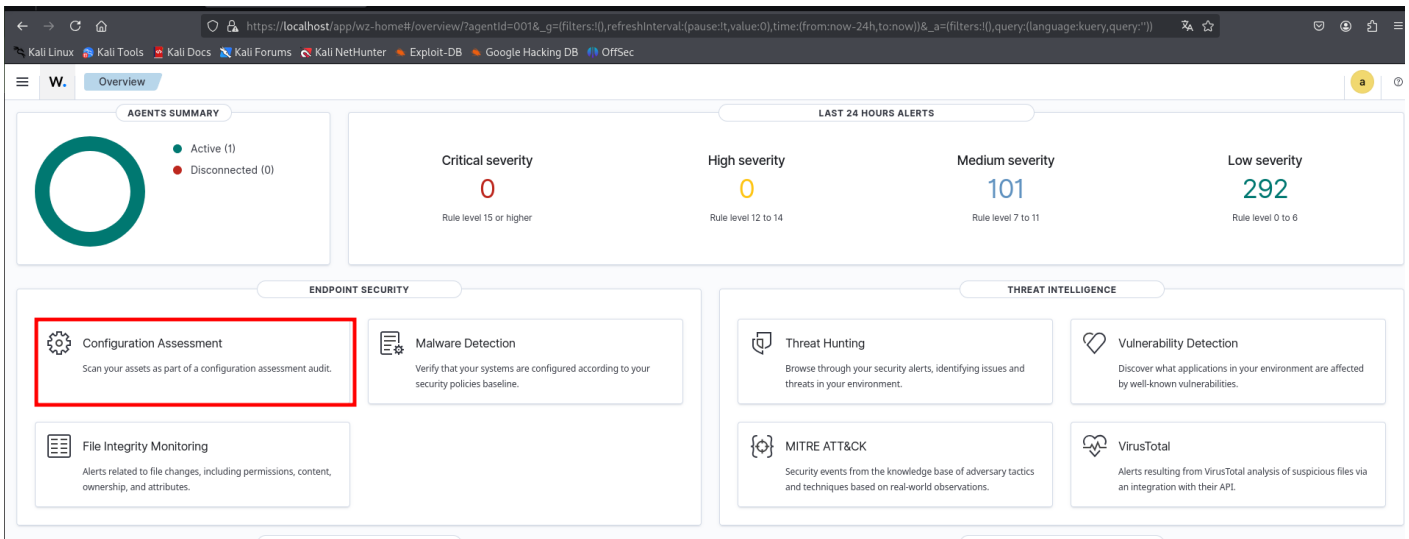 https://localhost/app/wz-home#/overview/?agentId=001&_g=(filters:!(),refreshInterval:(pause:!t,value:0),time:(from:now-24h,to:now))&_a=(filters:!(),query:(language:kuery,query:''))
Kali Linux Kali Tools Kali Docs Kali Forums Kali NetHunter Exploit-DB Google Hacking DB OffSec
W. Overview a
AGENTS SUMMARY
Active (1)
Disconnected (0)
LAST 24 HOURS ALERTS
Critical severity
0
Rule level 15 or higher
High severity
0
Rule level 12 to 14
Medium severity
101
Rule level 7 to 11
Low severity
292
Rule level 0 to 6
ENDPOINT SECURITY
Configuration Assessment
Scan your assets as part of a configuration assessment audit.
Malware Detection
Verify that your systems are configured according to your
security policies baseline.
File Integrity Monitoring
Alerts related to file changes, including permissions, content,
ownership, and attributes.
THREAT INTELLIGENCE
Threat Hunting
Browse through your security alerts, identifying issues and
threats in your environment.
Vulnerability Detection
Discover what applications in your environment are affected
by well-known vulnerabilities.
MITRE ATT&CK
Security events from the knowledge base of adversary tactics
and techniques based on real-world observations.
VirusTotal
Alerts resulting from VirusTotal analysis of suspicious files via
an integration with their API.